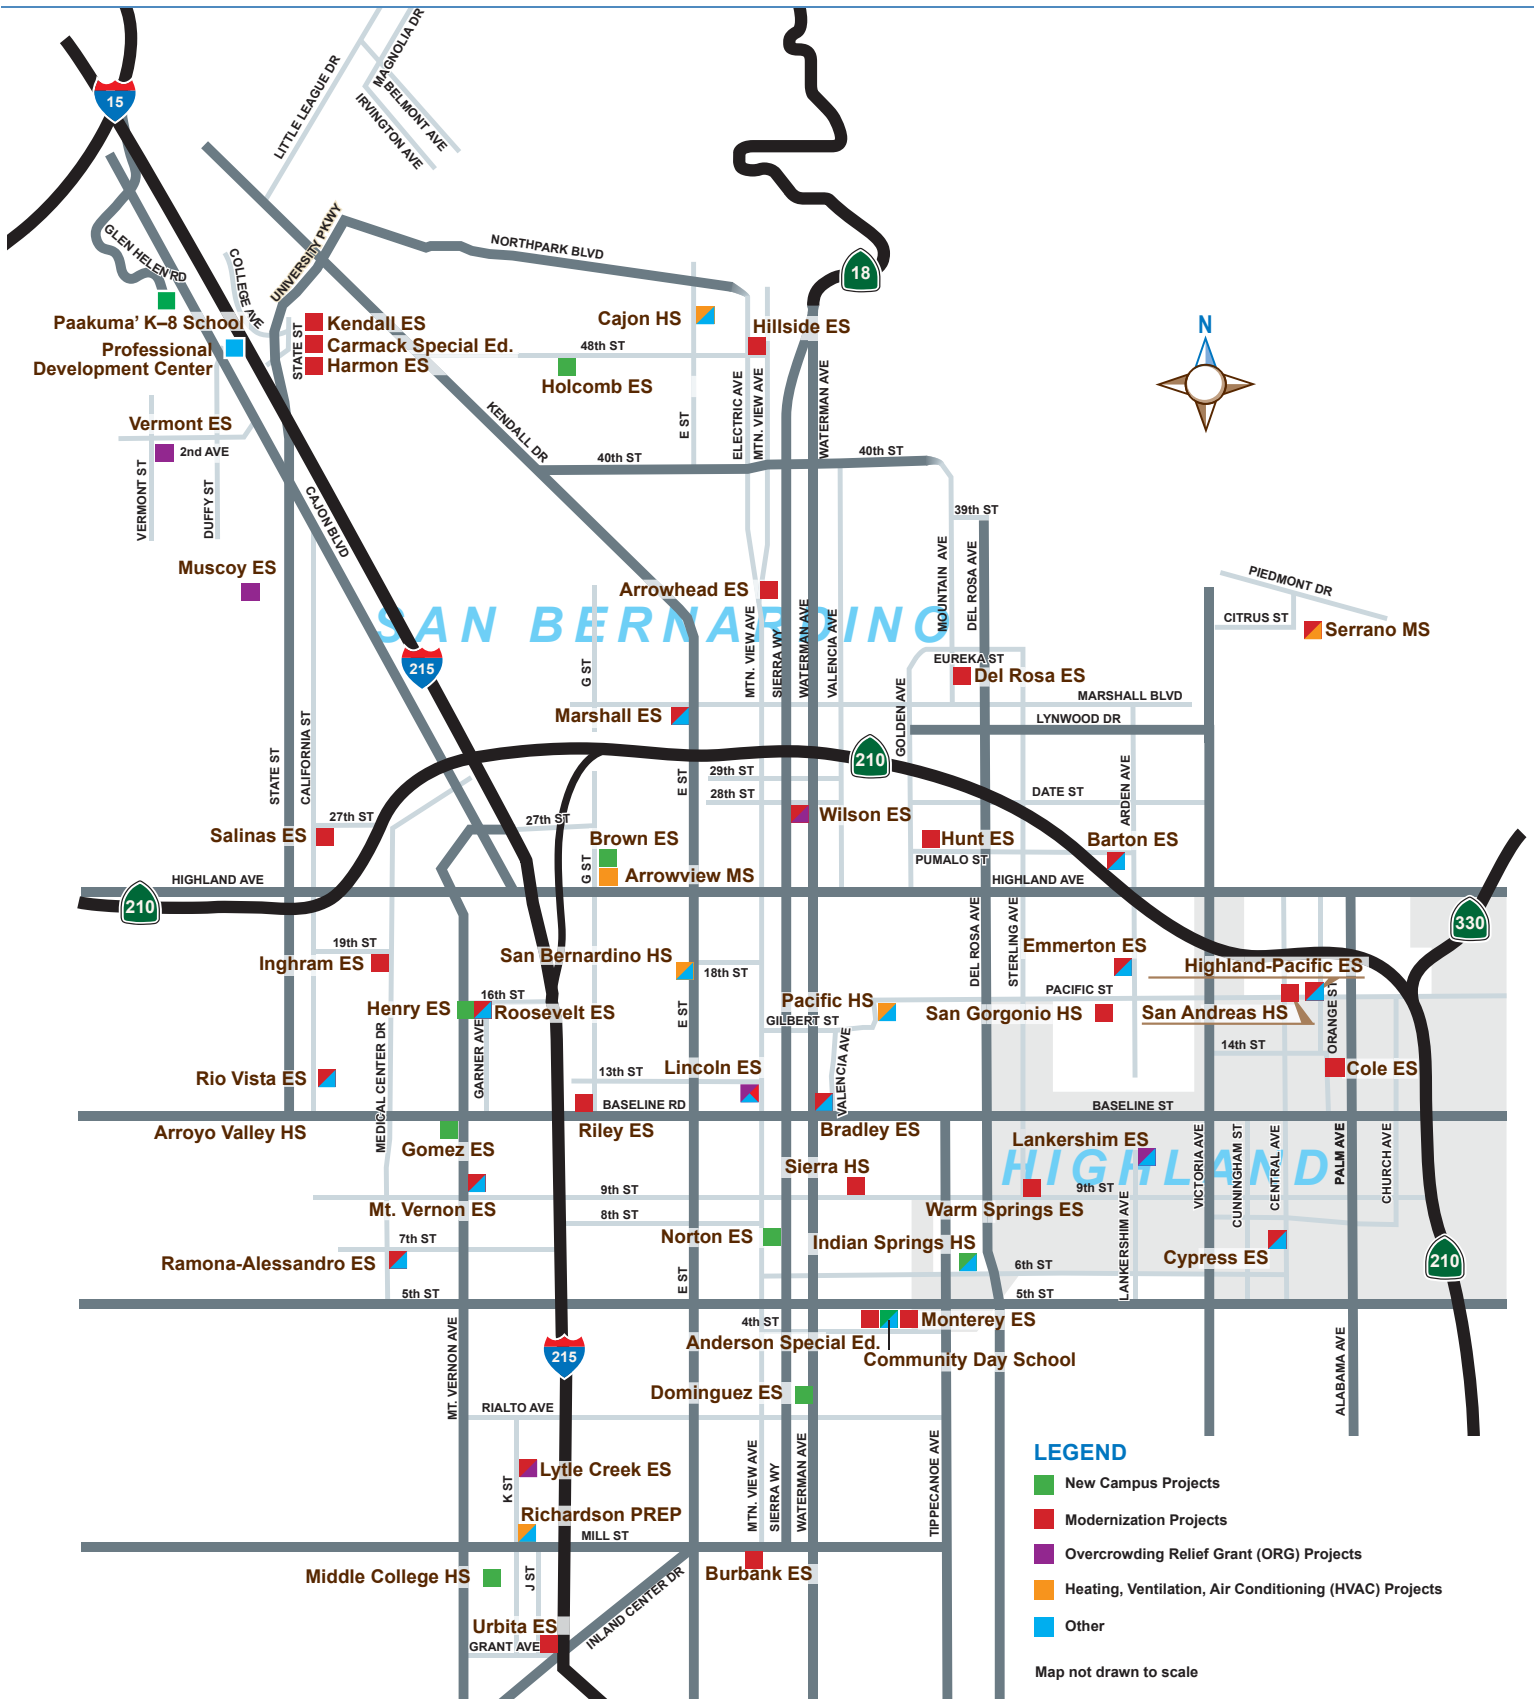 MAGNOLIA DR
LITTLE LEAGUE DR
BELMONT AVE
IRVINGTON AVE
15
UNIVERSITY PKWY
NORTHPARK BLVD
GLEN HELEN RD
COLLEGE AVE
18
Paakuma' K–8 School
Kendall ES
Cajon HS
Hillside ES
N
Professional
Development Center
STATE ST
Carmack Special Ed.
48th ST
Harmon ES
Holcomb ES
ELECTRIC AVE
MTN. VIEW AVE
WATERMAN AVE
E ST
KENDALL DR
Vermont ES
2nd AVE
40th ST
40th ST
VERMONT ST
DUFFY ST
CAJON BLVD
39th ST
MOUNTAIN AVE
DEL ROSA AVE
Muscoy ES
Arrowhead ES
PIEDMONT DR
CITRUS ST
Serrano MS
SAN BERNARDINO
215
G ST
MTN. VIEW AVE
SIERRA WY
WATERMAN AVE
VALENCIA AVE
EUREKA ST
Del Rosa ES
MARSHALL BLVD
Marshall ES
GOLDEN AVE
LYNWOOD DR
STATE ST
CALIFORNIA ST
210
29th ST
E ST
28th ST
DATE ST
ARDEN AVE
27th ST
27th ST
Wilson ES
Salinas ES
Brown ES
Hunt ES
Barton ES
PUMALO ST
G ST
Arrowview MS
HIGHLAND AVE
HIGHLAND AVE
210
330
19th ST
Inghram ES
San Bernardino HS
18th ST
DEL ROSA AVE
STERLING AVE
Emmerton ES
Highland-Pacific ES
16th ST
Henry ES
Roosevelt ES
E ST
Pacific HS
GILBERT ST
PACIFIC ST
San Gorgonio HS
San Andreas HS
ORANGE ST
14th ST
MEDICAL CENTER DR
GARNER AVE
VALENCIA AVE
Rio Vista ES
13th ST
Lincoln ES
Cole ES
BASELINE RD
BASELINE ST
Arroyo Valley HS
Riley ES
Bradley ES
Gomez ES
Lankershim ES
HIGHLAND
VICTORIA AVE
CUNNINGHAM ST
CENTRAL AVE
PALM AVE
CHURCH AVE
Sierra HS
9th ST
9th ST
Mt. Vernon ES
Warm Springs ES
8th ST
7th ST
Norton ES
Indian Springs HS
LANKERSHIM AVE
Cypress ES
Ramona-Alessandro ES
6th ST
210
E ST
5th ST
5th ST
4th ST
Monterey ES
Anderson Special Ed.
Community Day School
215
MT. VERNON AVE
ALABAMA AVE
Dominguez ES
RIALTO AVE
MTN. VIEW AVE
SIERRA WY
WATERMAN AVE
TIPPECANOE AVE
K ST
Lytle Creek ES
Richardson PREP
MILL ST
Middle College HS
J ST
Burbank ES
INLAND CENTER DR
Urbita ES
GRANT AVE
LEGEND
New Campus Projects
Modernization Projects
Overcrowding Relief Grant (ORG) Projects
Heating, Ventilation, Air Conditioning (HVAC) Projects
Other
Map not drawn to scale